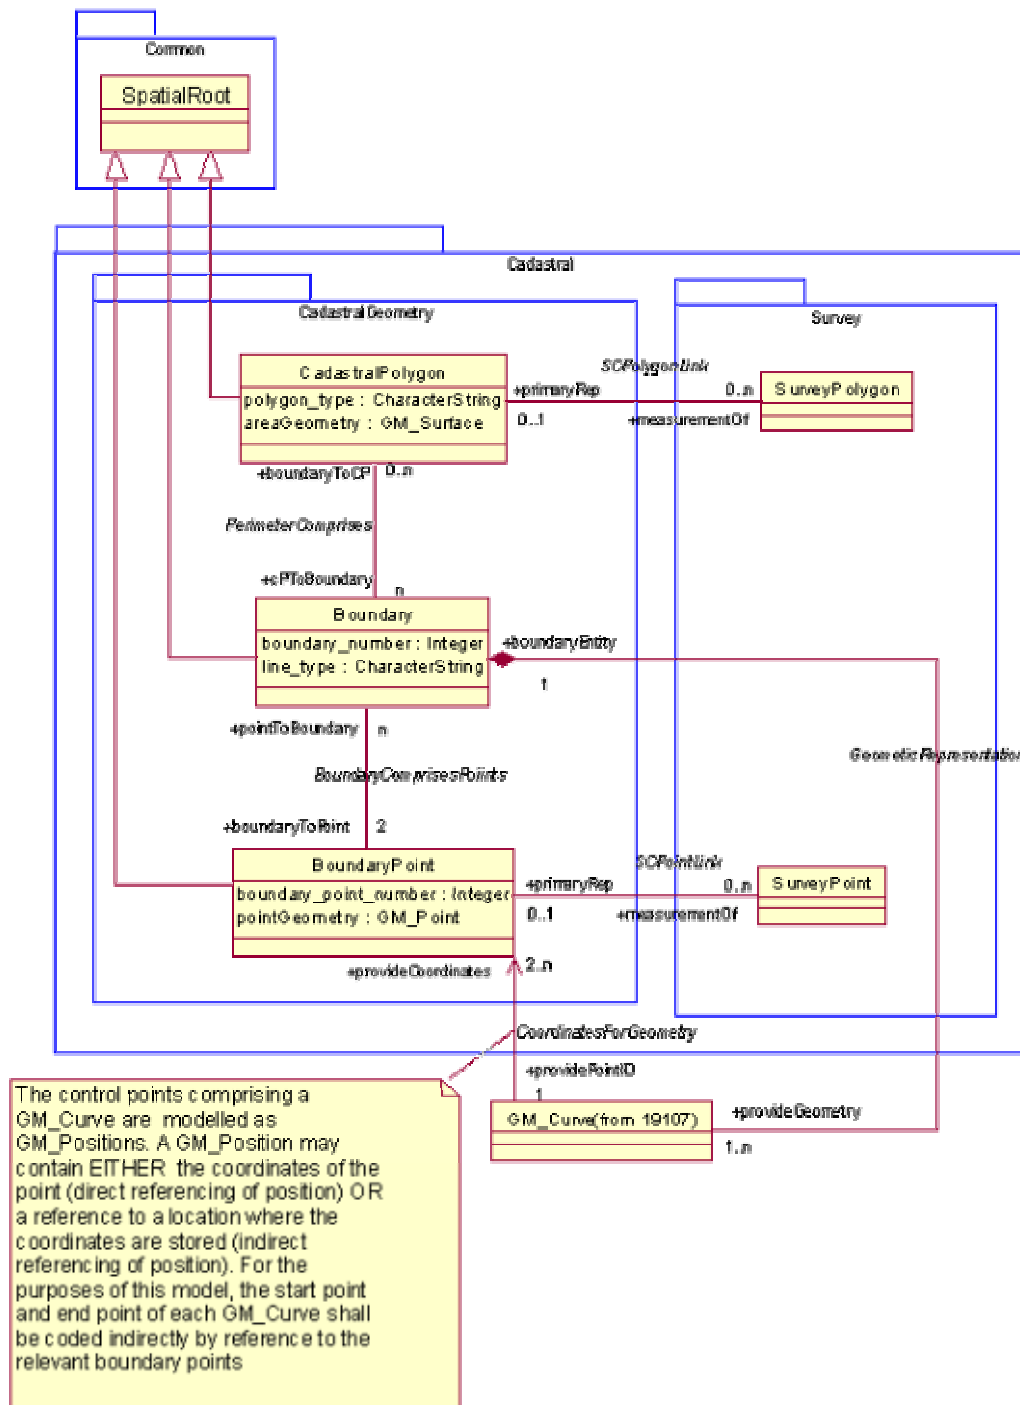 Common
SpatialRoot
Cadastral
CadastralGeometry
Survey
CadastralPolygon
polygon_type : CharacterString
areaGeometry : GM_Surface
SCPolygonLink
+primaryRep
0..n
0..1
+measurementOf
SurveyPolygon
+boundaryToCP
0..n
PerimeterComprises
+cPToBoundary
n
Boundary
boundary_number : Integer
line_type : CharacterString
+boundaryEntity
1
+pointToBoundary
n
GeometicRepresentation
BoundaryComprisesPoiints
+boundaryToPoint
2
BoundaryPoint
boundary_point_number : Integer
pointGeometry : GM_Point
SCPointLink
+primaryRep
0..n
0..1
+measurementOf
SurveyPoint
+provideCoordinates
2..n
CoordinatesForGeometry
+providePointID
1
GM_Curve(from 19107)
+provideGeometry
1..n
The control points comprising a
GM_Curve are modelled as
GM_Positions. A GM_Position may
contain EITHER the coordinates of the
point (direct referencing of position) OR
a reference to a location where the
coordinates are stored (indirect
referencing of position). For the
purposes of this model, the start point
and end point of each GM_Curve shall
be coded indirectly by reference to the
relevant boundary points